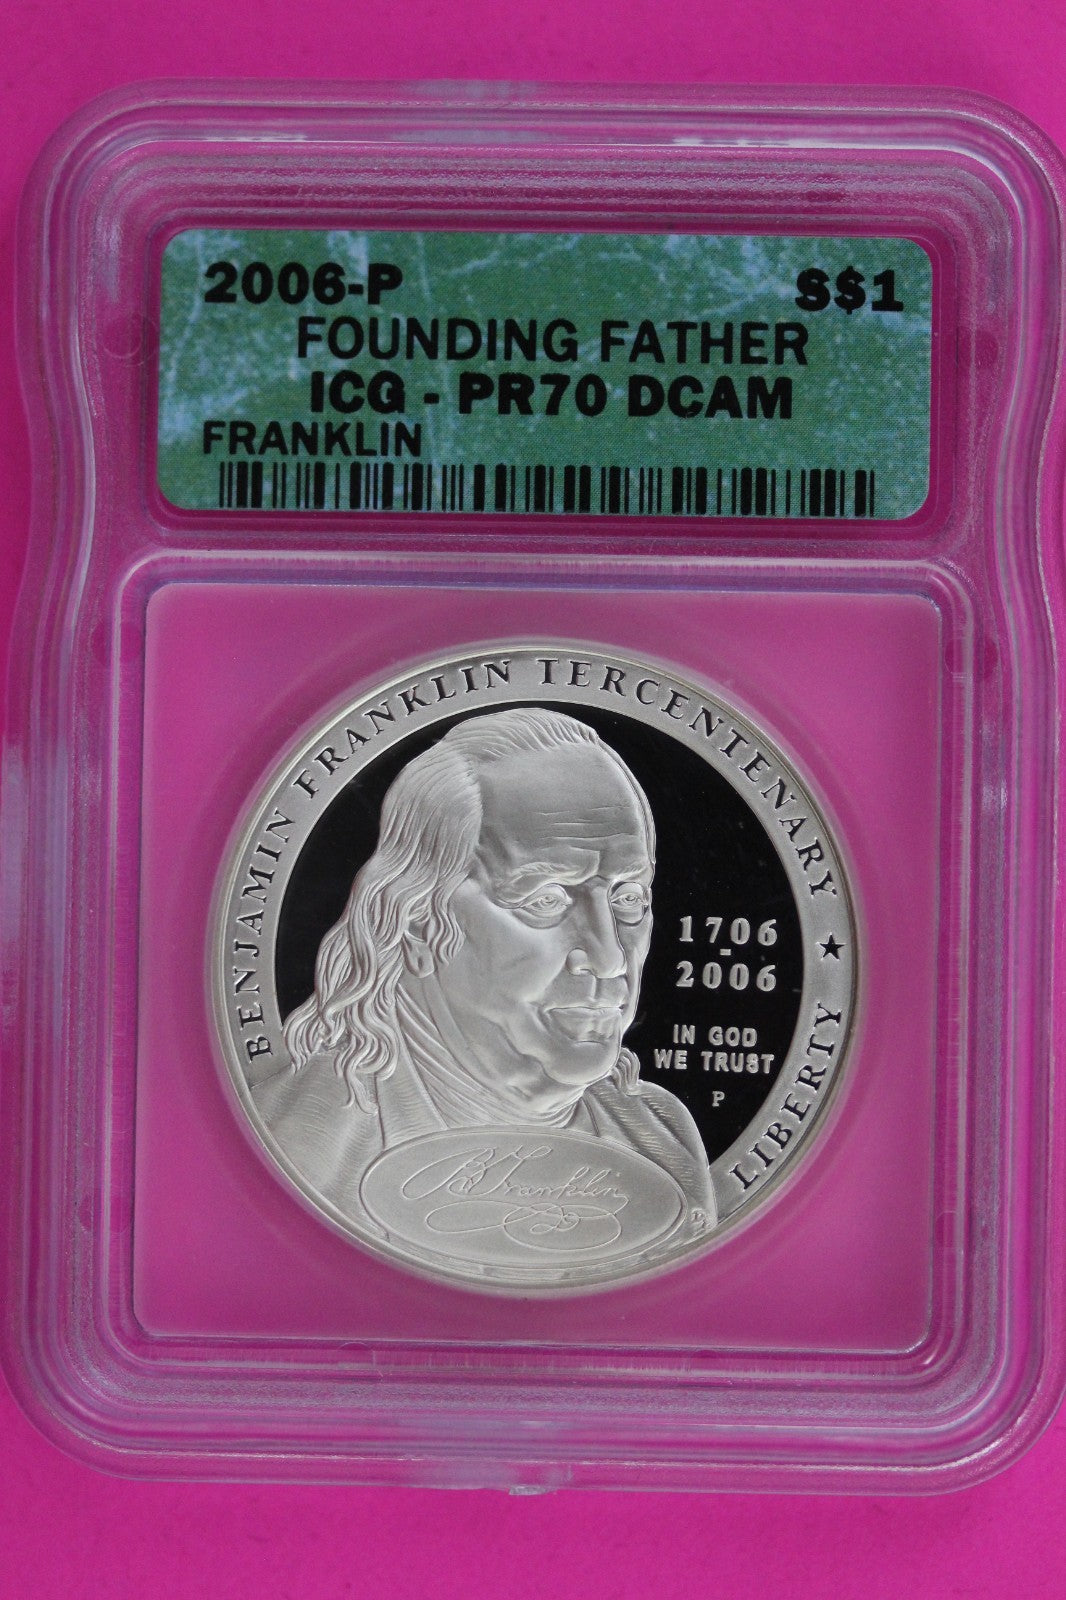 2006-P S$1
FOUNDING FATHER
ICG - PR70 DCAM
FRANKLIN
BENJAMIN FRANKLIN TERCENTENARY ★ LIBERTY
1706
-
2006
IN GOD
WE TRUST
P
B Franklin